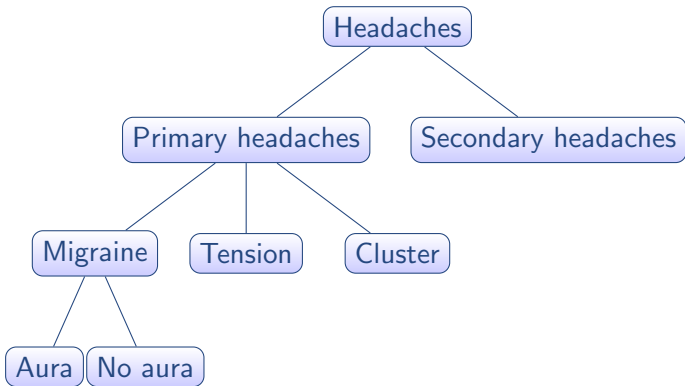 Headaches
Primary headaches
Secondary headaches
Migraine
Tension
Cluster
Aura
No aura